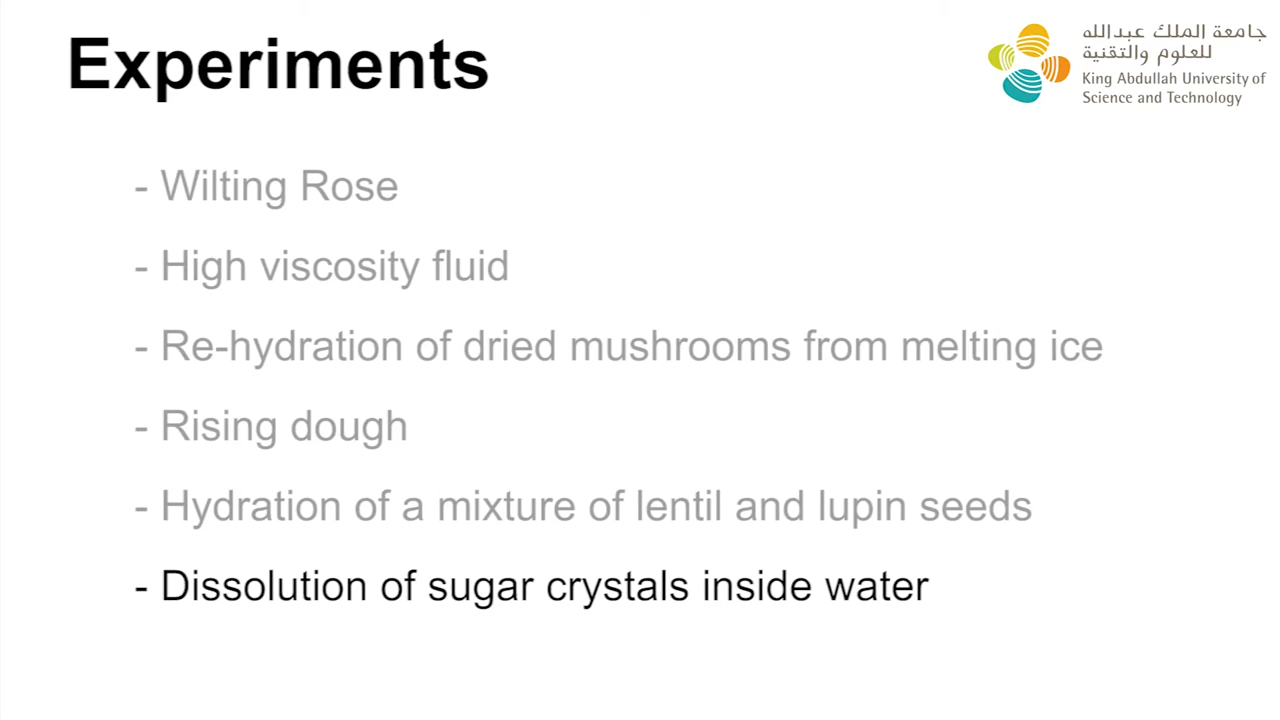 Experiments
جامعة الملك عبدالله
للعلوم والتقنية
King Abdullah University of
Science and Technology
- Wilting Rose
- High viscosity fluid
- Re-hydration of dried mushrooms from melting ice
- Rising dough
- Hydration of a mixture of lentil and lupin seeds
- Dissolution of sugar crystals inside water